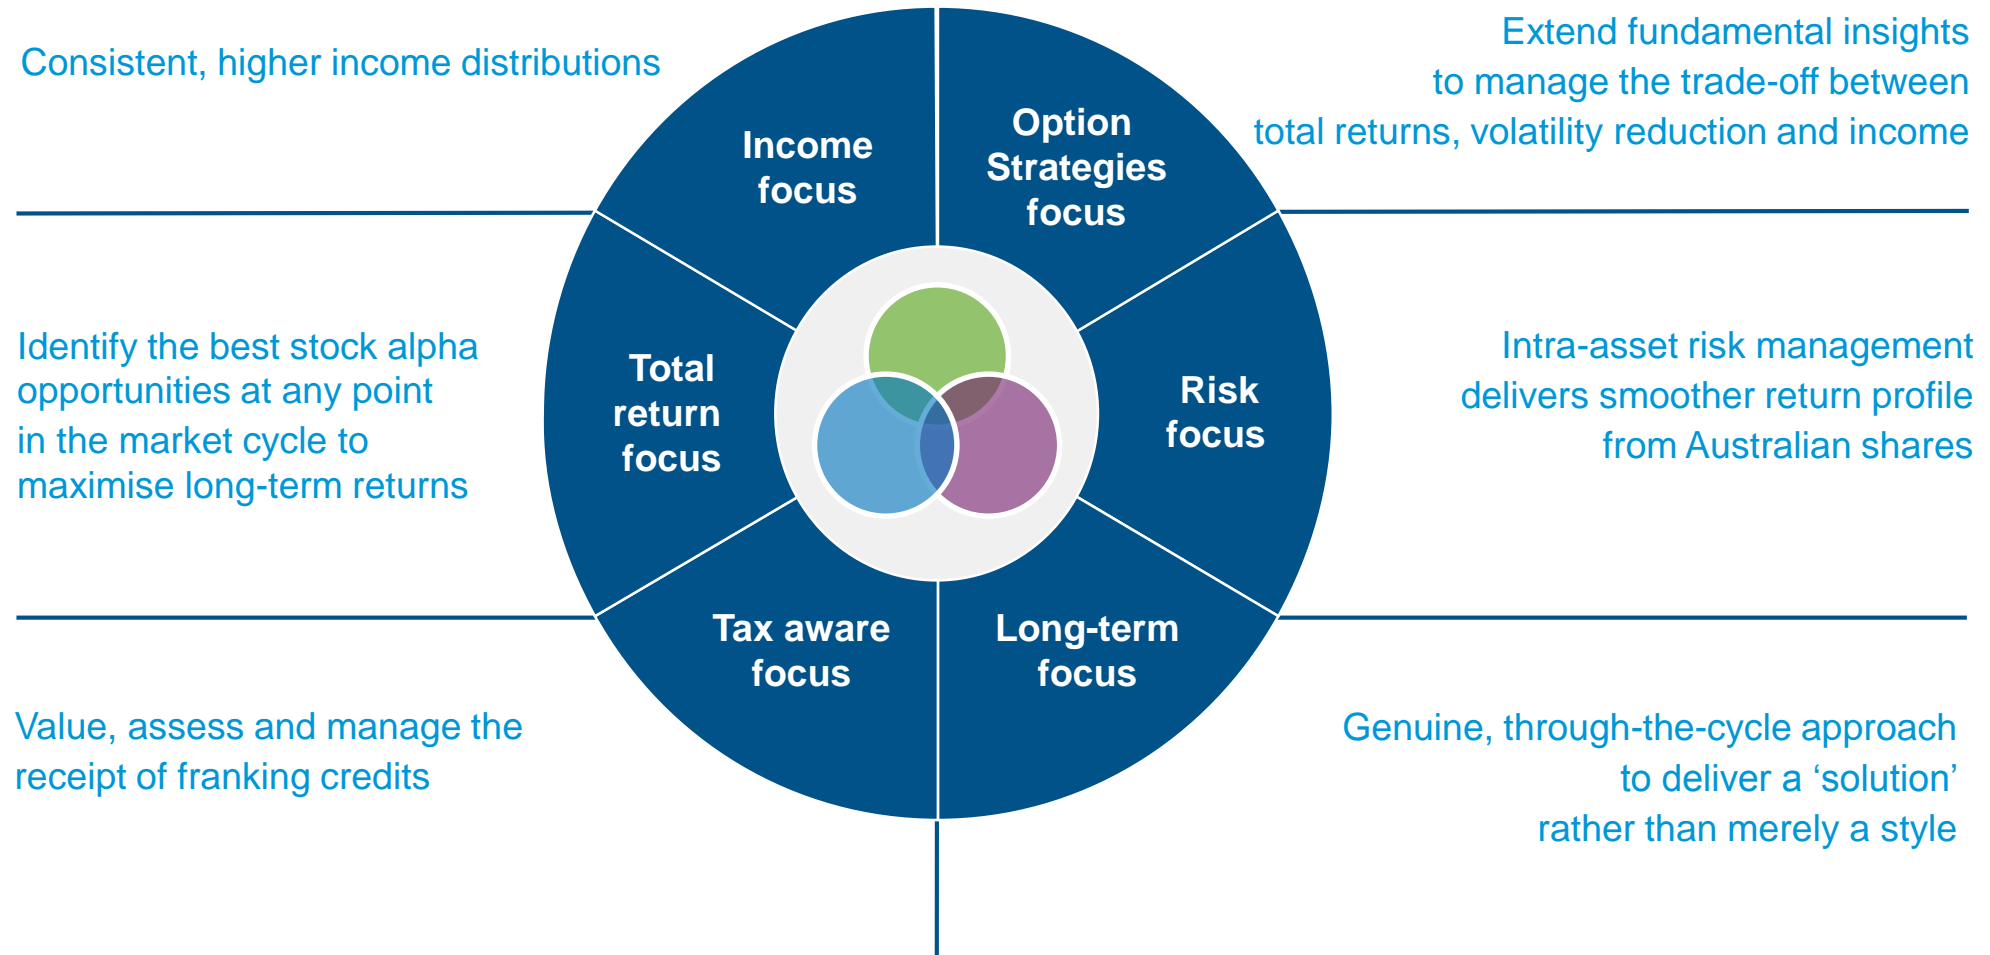 Consistent, higher income distributions
Income
focus
Option
Strategies
focus
Extend fundamental insights
to manage the trade-off between
total returns, volatility reduction and income
Identify the best stock alpha
opportunities at any point
in the market cycle to
maximise long-term returns
Total
return
focus
Risk
focus
Intra-asset risk management
delivers smoother return profile
from Australian shares
Value, assess and manage the
receipt of franking credits
Tax aware
focus
Long-term
focus
Genuine, through-the-cycle approach
to deliver a ‘solution’
rather than merely a style